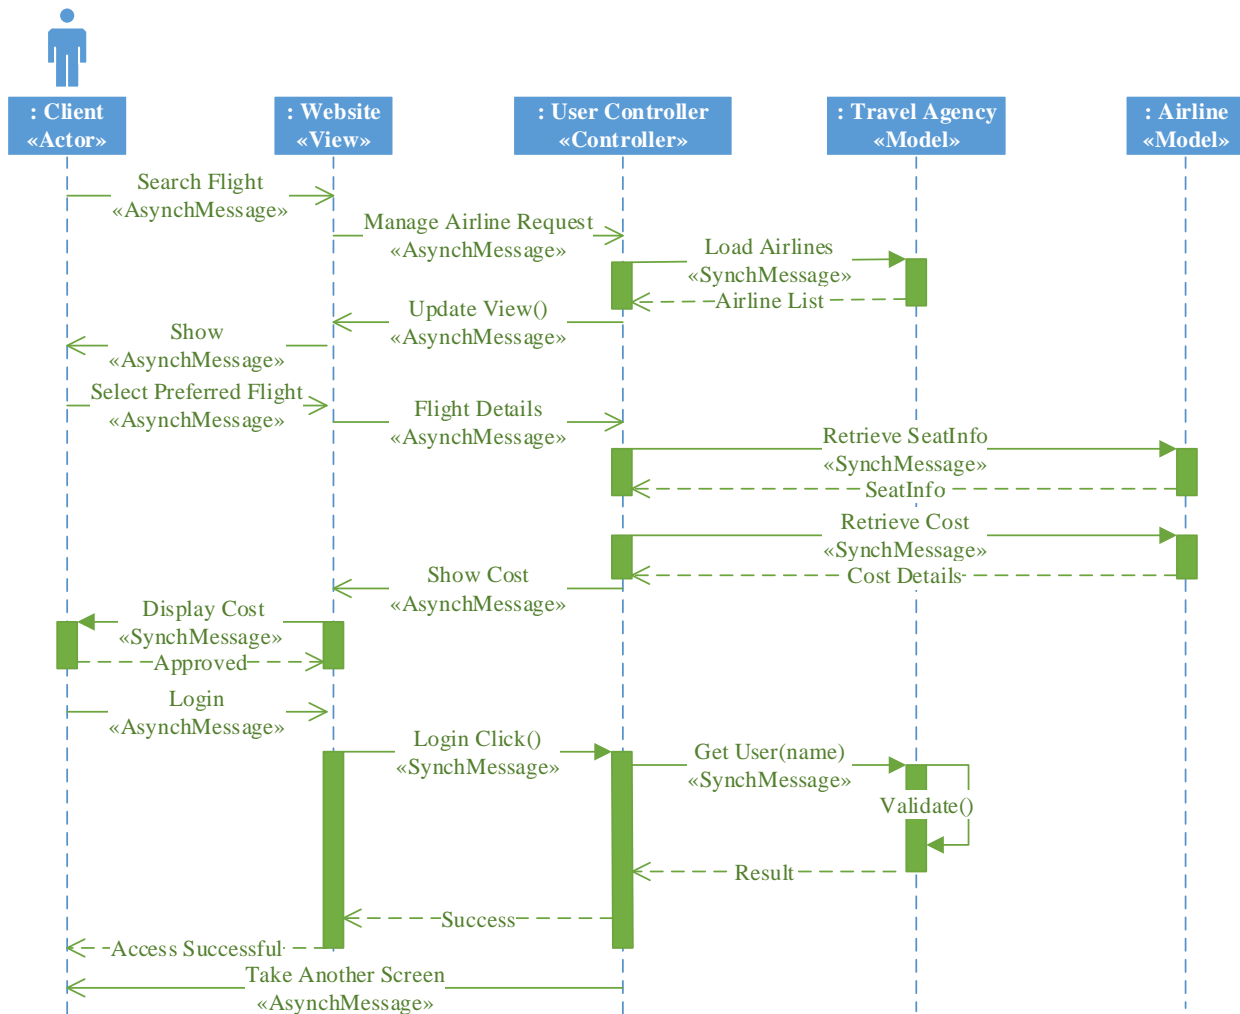 : Client
«Actor»
: Website
«View»
: User Controller
«Controller»
: Travel Agency
«Model»
: Airline
«Model»
Search Flight
«AsynchMessage»
Manage Airline Request
«AsynchMessage»
Load Airlines
«SynchMessage»
Airline List
Update View()
«AsynchMessage»
Show
«AsynchMessage»
Select Preferred Flight
«AsynchMessage»
Flight Details
«AsynchMessage»
Retrieve SeatInfo
«SynchMessage»
SeatInfo
Retrieve Cost
«SynchMessage»
Cost Details
Show Cost
«AsynchMessage»
Display Cost
«SynchMessage»
Approved
Login
«AsynchMessage»
Login Click()
«SynchMessage»
Get User(name)
«SynchMessage»
Validate()
Result
Success
Access Successful
Take Another Screen
«AsynchMessage»